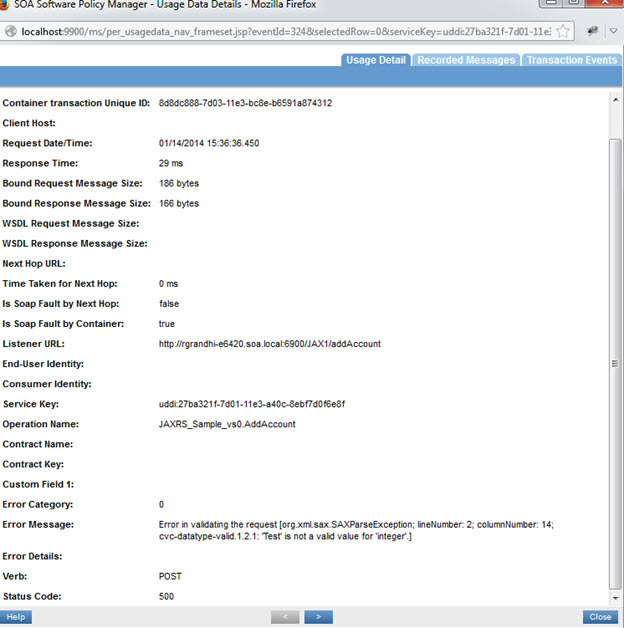 SOA Software Policy Manager - Usage Data Details - Mozilla Firefox
localhost:9900/ms/per_usagedata_nav_frameset.jsp?eventId=324&selectedRow=0&serviceKey=uddi:27ba321f-7d01-11e3
Usage Detail Recorded Messages Transaction Events
Container transaction Unique ID: 8d8dc888-7d03-11e3-bc8e-b6591a874312
Client Host:
Request Date/Time: 01/14/2014 15:36:36.450
Response Time: 29 ms
Bound Request Message Size: 186 bytes
Bound Response Message Size: 166 bytes
WSDL Request Message Size:
WSDL Response Message Size:
Next Hop URL:
Time Taken for Next Hop: 0 ms
Is Soap Fault by Next Hop: false
Is Soap Fault by Container: true
Listener URL: http://rgrandhi-e6420.soa.local:6900/JAX1/addAccount
End-User Identity:
Consumer Identity:
Service Key: uddi:27ba321f-7d01-11e3-a40c-8ebf7d0f6e8f
Operation Name: JAXRS_Sample_vs0.AddAccount
Contract Name:
Contract Key:
Custom Field 1:
Error Category: 0
Error Message: Error in validating the request [org.xml.sax.SAXParseException; lineNumber: 2; columnNumber: 14;
cvc-datatype-valid.1.2.1: 'Test' is not a valid value for 'integer'.]
Error Details:
Verb: POST
Status Code: 500
Help < > Close